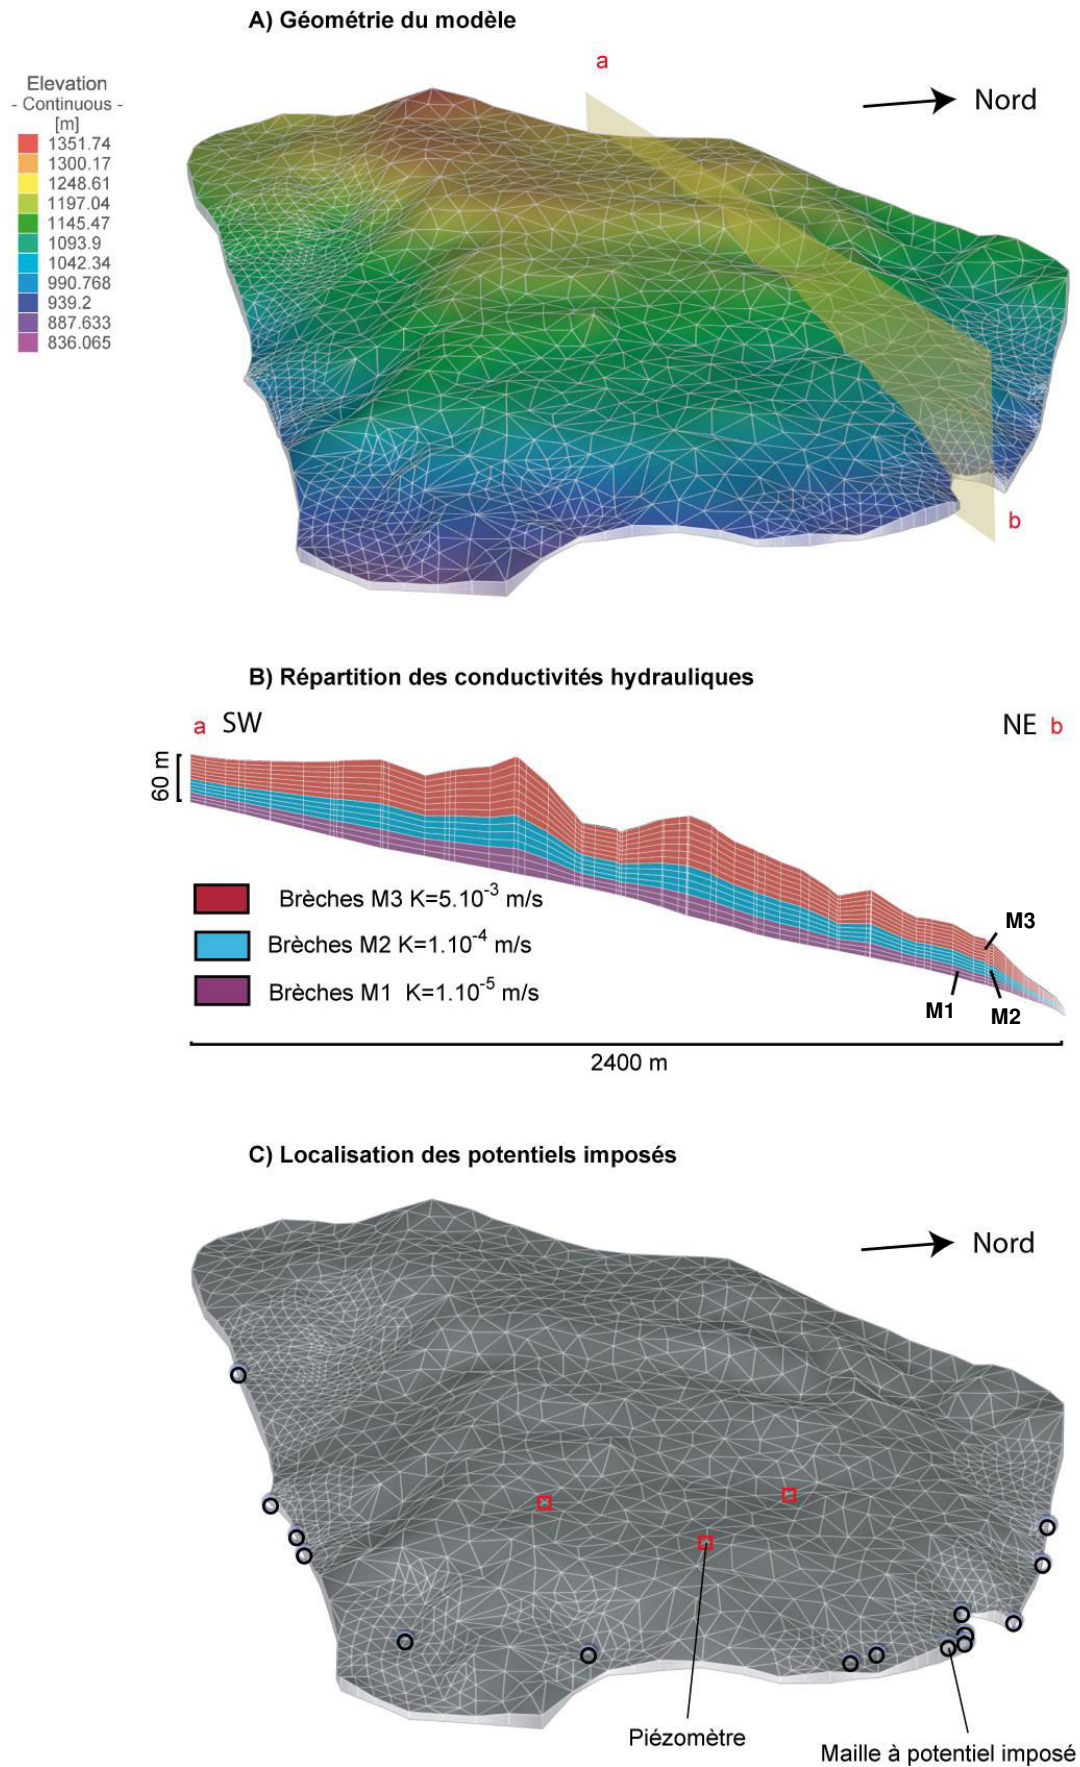 A) Géométrie du modèle
a
Elevation
- Continuous -
[m]
1351.74
1300.17
1248.61
1197.04
1145.47
1093.9
1042.34
990.768
939.2
887.633
836.065
Nord
b
B) Répartition des conductivités hydrauliques
a SW
NE b
60 m
Brèches M3 K=5.10⁻³ m/s
Brèches M2 K=1.10⁻⁴ m/s
Brèches M1 K=1.10⁻⁵ m/s
M3
M1
M2
2400 m
C) Localisation des potentiels imposés
Nord
Piézomètre
Maille à potentiel imposé